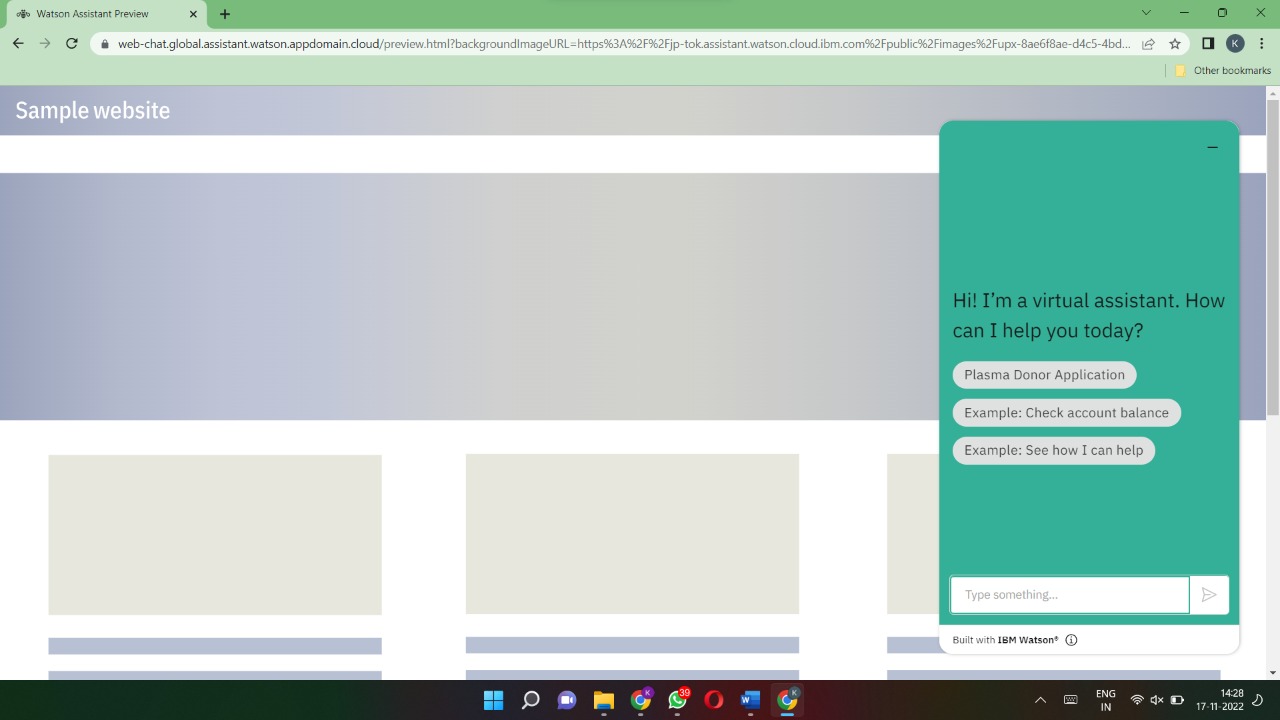 Watson Assistant Preview
web-chat.global.assistant.watson.appdomain.cloud/preview.html?backgroundImageURL=https%3A%2F%2Fjp-tok.assistant.watson.cloud.ibm.com%2Fpublic%2Fimages%2Fupx-8ae6f8ae-d4c5-4bd...
K
Other bookmarks
Sample website
Hi! I'm a virtual assistant. How
can I help you today?
Plasma Donor Application
Example: Check account balance
Example: See how I can help
Type something...
Built with IBM Watson®
K
39
W
K
ENG
IN
14:28
17-11-2022